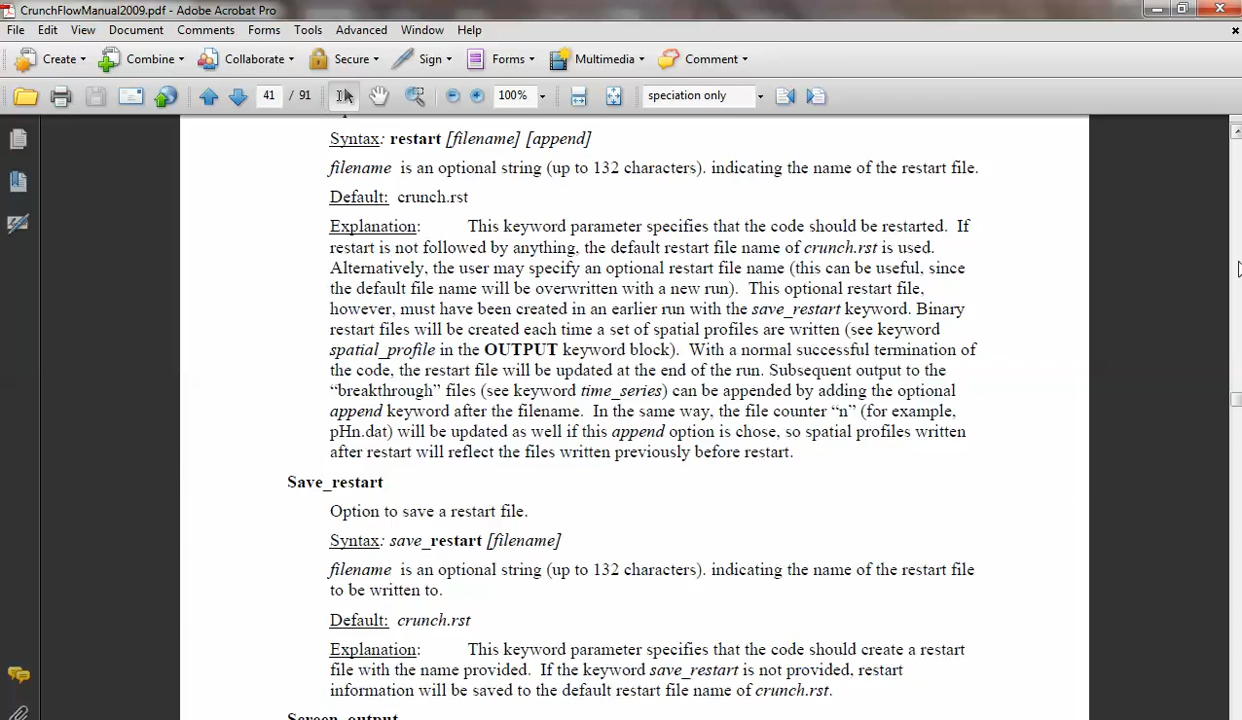 CrunchFlowManual2009.pdf - Adobe Acrobat Pro
File Edit View Document Comments Forms Tools Advanced Window Help
Create Combine Collaborate Secure Sign Forms Multimedia Comment
41 / 91 100% speciation only
Syntax: restart [filename] [append]
filename is an optional string (up to 132 characters). indicating the name of the restart file.
Default: crunch.rst
Explanation: This keyword parameter specifies that the code should be restarted. If
restart is not followed by anything, the default restart file name of crunch.rst is used.
Alternatively, the user may specify an optional restart file name (this can be useful, since
the default file name will be overwritten with a new run). This optional restart file,
however, must have been created in an earlier run with the save_restart keyword. Binary
restart files will be created each time a set of spatial profiles are written (see keyword
spatial_profile in the OUTPUT keyword block). With a normal successful termination of
the code, the restart file will be updated at the end of the run. Subsequent output to the
“breakthrough” files (see keyword time_series) can be appended by adding the optional
append keyword after the filename. In the same way, the file counter “n” (for example,
pHn.dat) will be updated as well if this append option is chose, so spatial profiles written
after restart will reflect the files written previously before restart.
Save_restart
Option to save a restart file.
Syntax: save_restart [filename]
filename is an optional string (up to 132 characters). indicating the name of the restart file
to be written to.
Default: crunch.rst
Explanation: This keyword parameter specifies that the code should create a restart
file with the name provided. If the keyword save_restart is not provided, restart
information will be saved to the default restart file name of crunch.rst.
Screen_output